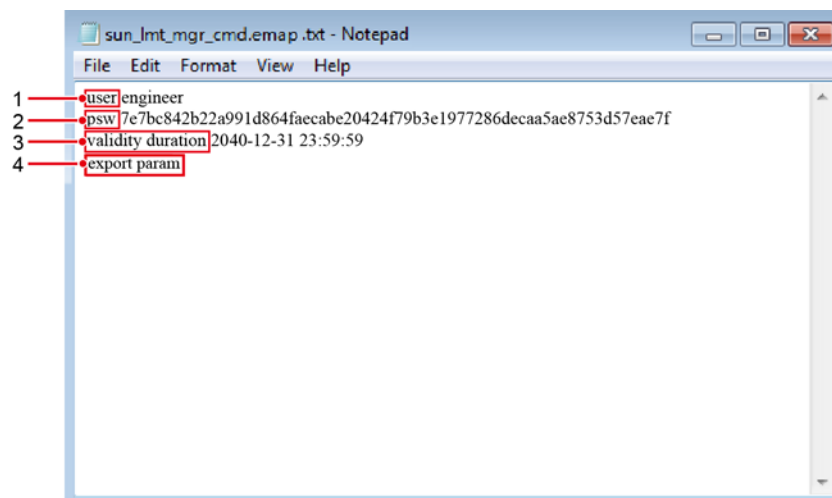 sun_lmt_mgr_cmd.emap .txt - Notepad
File Edit Format View Help
1 user engineer
2 psw 7e7bc842b22a991d864faecabe20424f79b3e1977286decaa5ae8753d57eae7f
3 validity duration 2040-12-31 23:59:59
4 export param